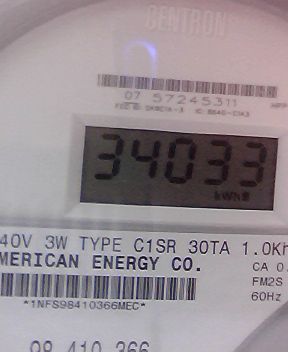 CENTRON
07 57245311
34033
kWh
40V 3W TYPE C1SR 30TA 1.0Kh
MERICAN ENERGY CO.
CA 0.
FM2S
*1NFS98410366MEC*
60Hz
98 410 366